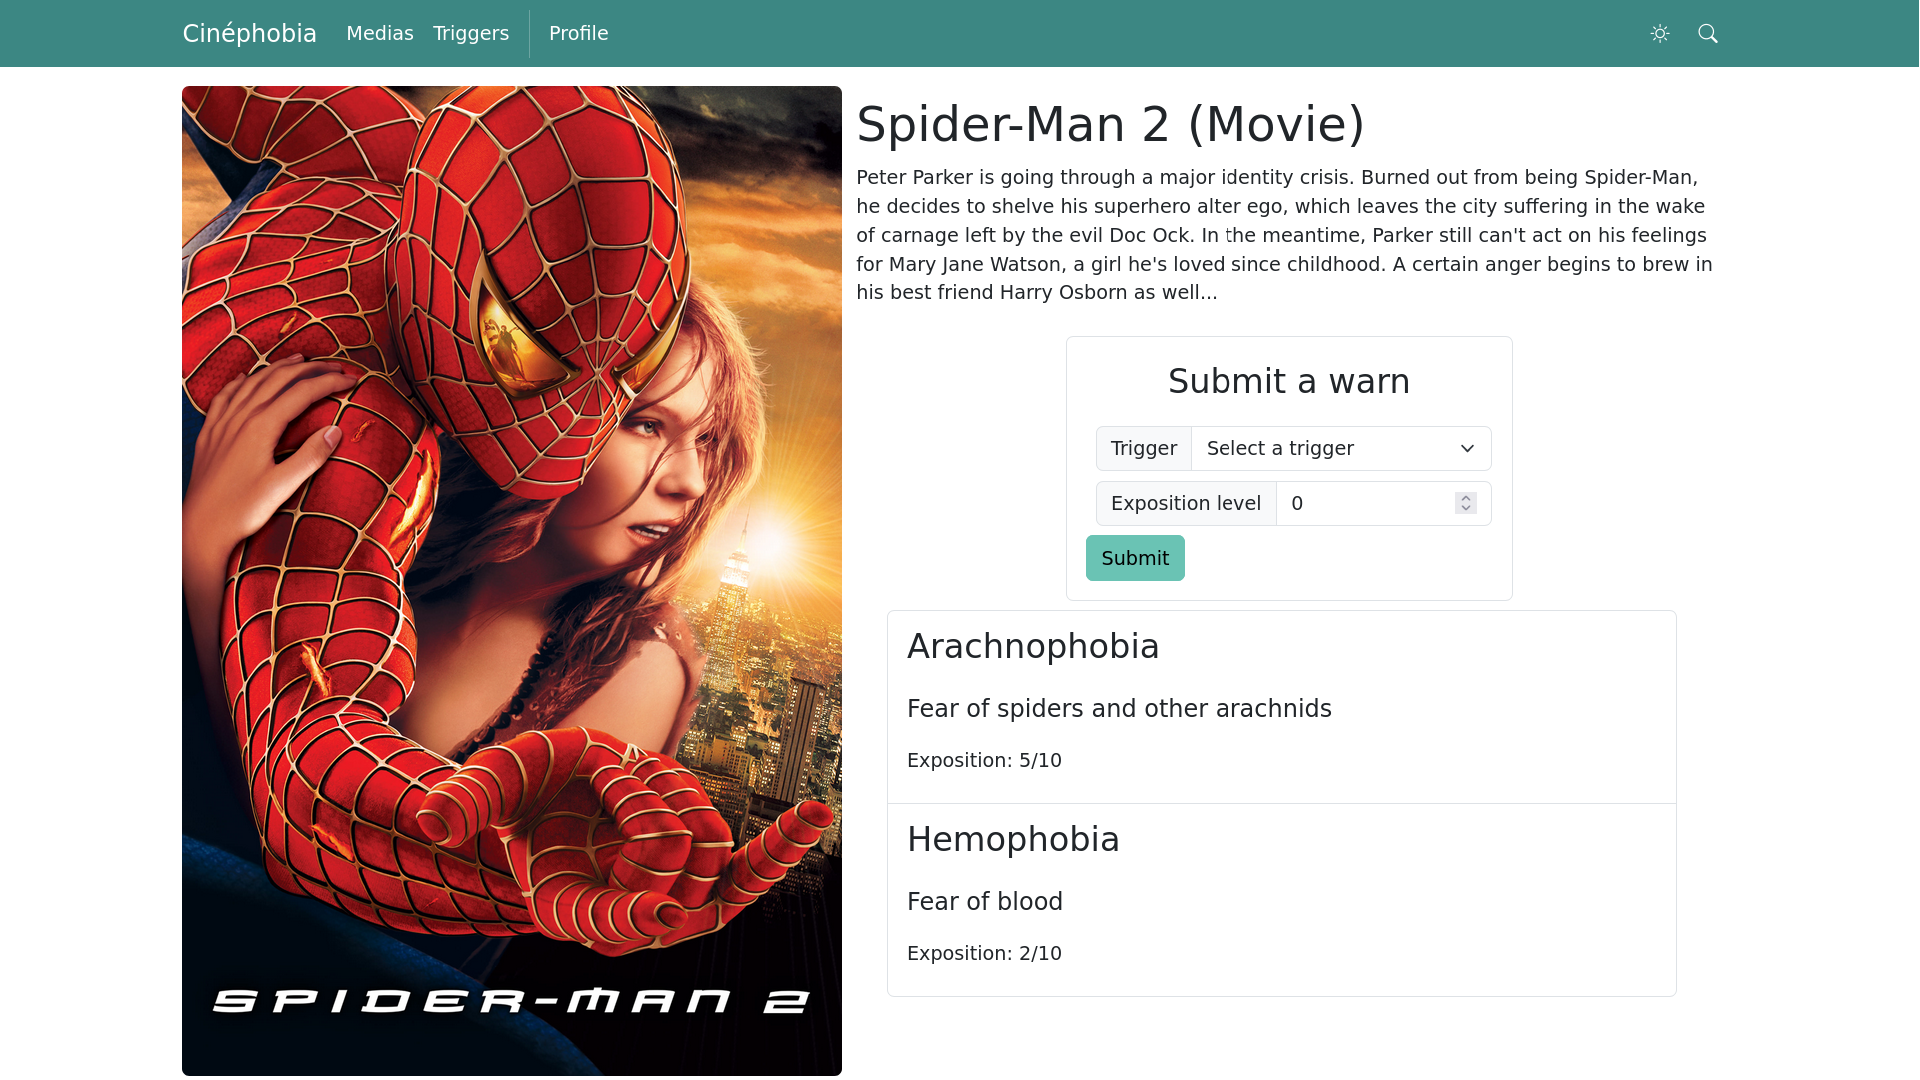 Cinéphobia Medias Triggers Profile
Spider-Man 2 (Movie)
Peter Parker is going through a major identity crisis. Burned out from being Spider-Man,
he decides to shelve his superhero alter ego, which leaves the city suffering in the wake
of carnage left by the evil Doc Ock. In the meantime, Parker still can't act on his feelings
for Mary Jane Watson, a girl he's loved since childhood. A certain anger begins to brew in
his best friend Harry Osborn as well...
Submit a warn
Trigger Select a trigger
Exposition level 0
Submit
Arachnophobia
Fear of spiders and other arachnids
Exposition: 5/10
Hemophobia
Fear of blood
Exposition: 2/10
SPIDER-MAN 2